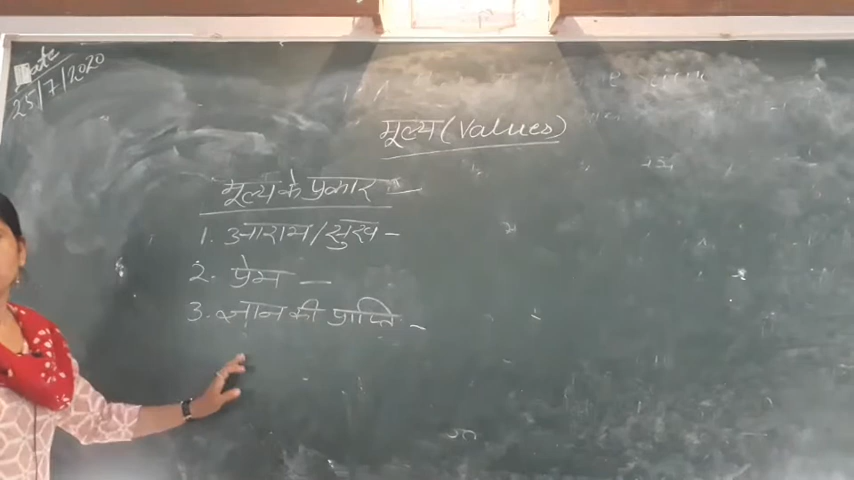 Date
25/7/2020
मूल्य (Values)
मूल्य के प्रकार -
1. आराम/सुख -
2. प्रेम -
3. ज्ञान की प्राप्ति -